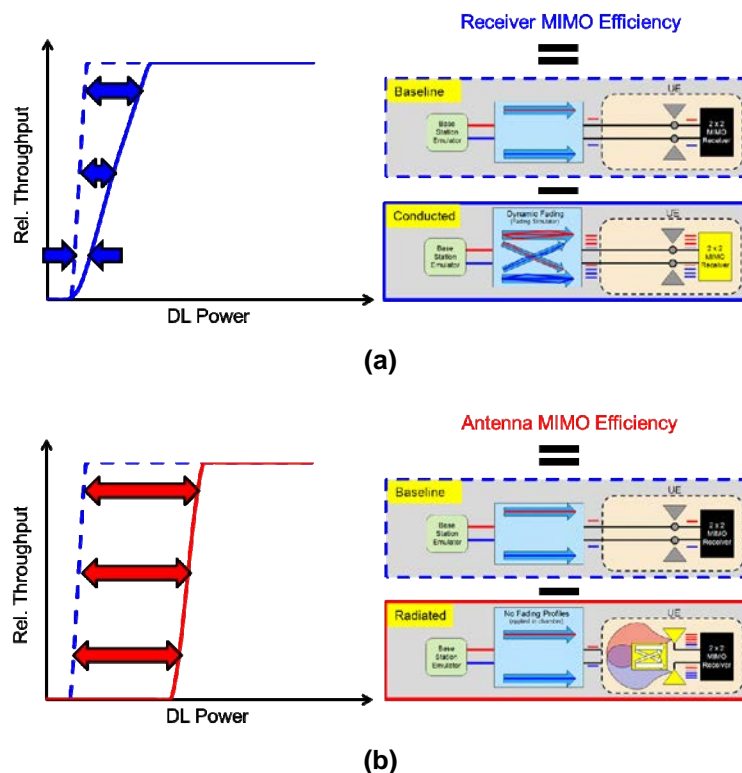 Receiver MIMO Efficiency
Rel. Throughput
DL Power
Baseline
UE
Base
Station
Emulator
2 x 2
MIMO
Receiver
Conducted
Dynamic Fading
(Fading Simulator)
UE
Base
Station
Emulator
2 x 2
MIMO
Receiver
(a)
Antenna MIMO Efficiency
Rel. Throughput
DL Power
Baseline
UE
Base
Station
Emulator
2 x 2
MIMO
Receiver
Radiated
No Fading Profiles
(applied in chamber)
UE
Base
Station
Emulator
2 x 2
MIMO
Receiver
(b)